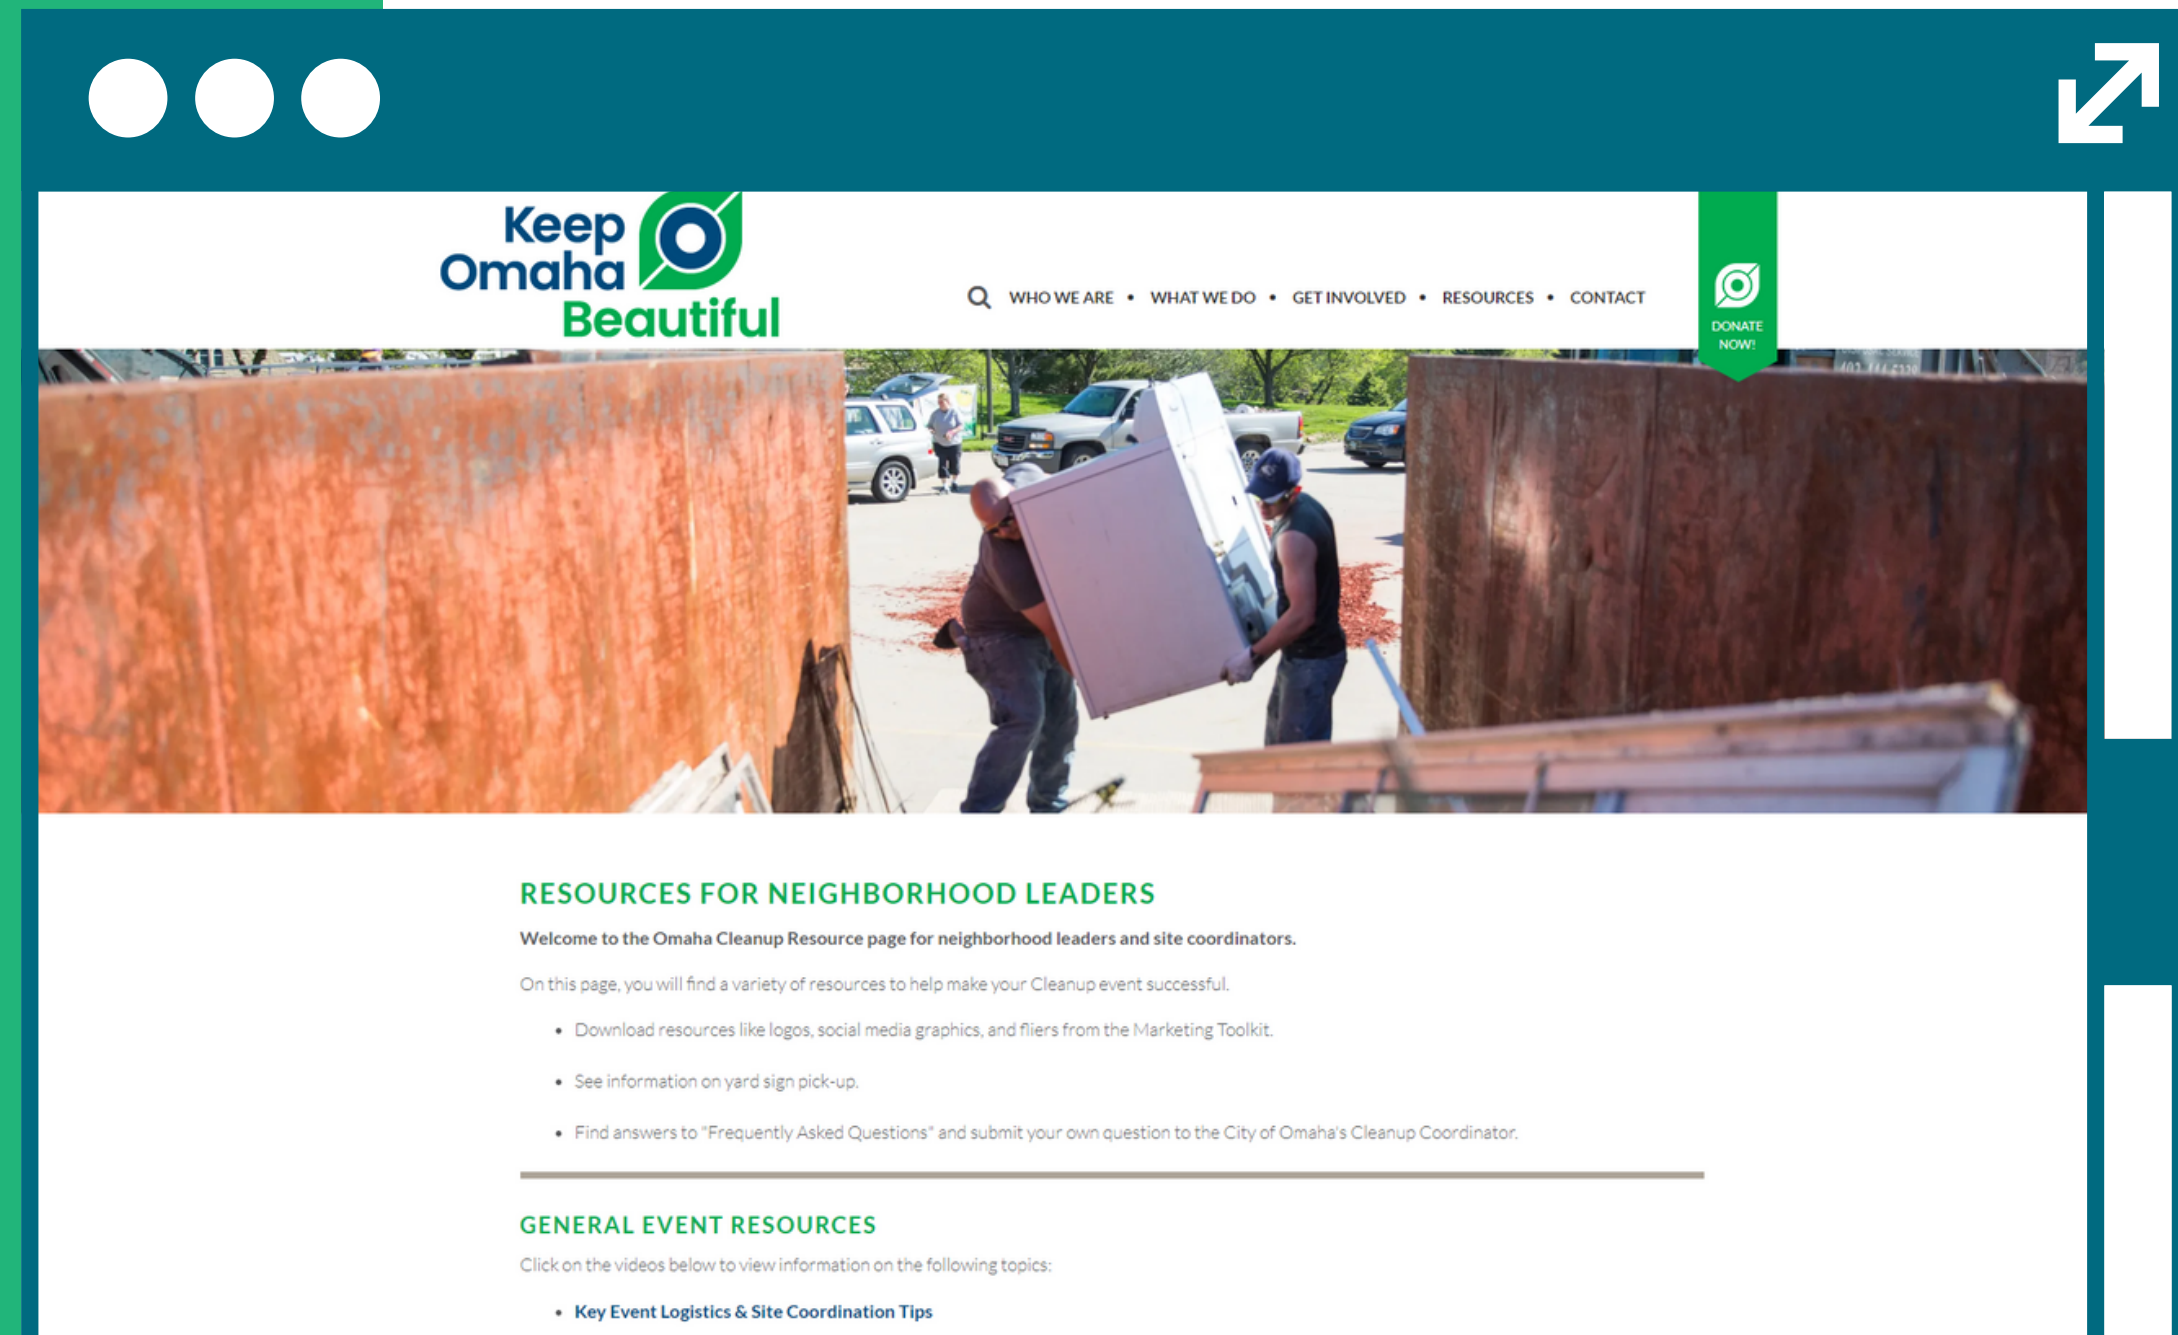 Keep
Omaha
Beautiful
WHO WE ARE • WHAT WE DO • GET INVOLVED • RESOURCES • CONTACT
DONATE
NOW!
GMC
RESOURCES FOR NEIGHBORHOOD LEADERS
Welcome to the Omaha Cleanup Resource page for neighborhood leaders and site coordinators.
On this page, you will find a variety of resources to help make your Cleanup event successful.
• Download resources like logos, social media graphics, and fliers from the Marketing Toolkit.
• See information on yard sign pick-up.
• Find answers to "Frequently Asked Questions" and submit your own question to the City of Omaha's Cleanup Coordinator.
GENERAL EVENT RESOURCES
Click on the videos below to view information on the following topics:
• Key Event Logistics & Site Coordination Tips